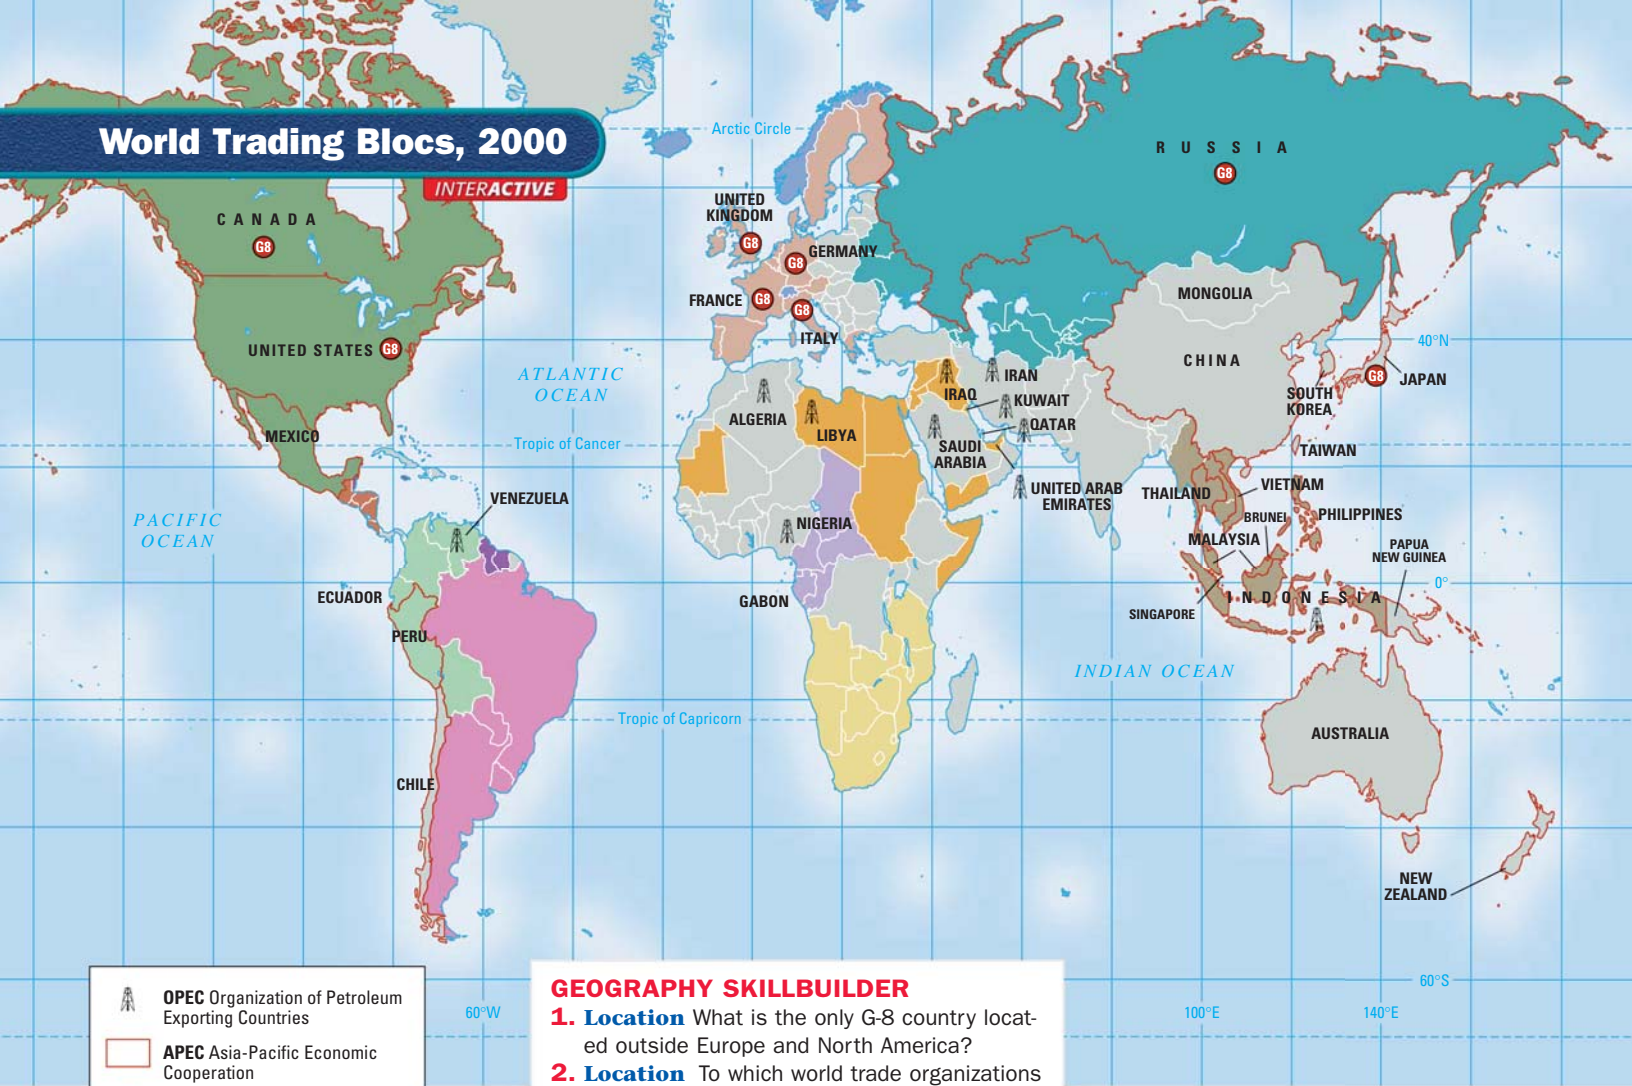 World Trading Blocs, 2000
INTERACTIVE
Arctic Circle
R U S S I A
G8
UNITED
KINGDOM
G8
C A N A D A
G8
GERMANY
G8
MONGOLIA
FRANCE
G8
G8
ITALY
40°N
UNITED STATES
G8
CHINA
G8
JAPAN
SOUTH
KOREA
ATLANTIC
OCEAN
IRAN
IRAQ
KUWAIT
ALGERIA
LIBYA
QATAR
MEXICO
Tropic of Cancer
SAUDI
ARABIA
TAIWAN
UNITED ARAB
EMIRATES
THAILAND
VIETNAM
VENEZUELA
PACIFIC
OCEAN
NIGERIA
BRUNEI
PHILIPPINES
MALAYSIA
PAPUA
NEW GUINEA
0°
ECUADOR
GABON
I N D O N E S I A
SINGAPORE
PERU
INDIAN OCEAN
Tropic of Capricorn
AUSTRALIA
CHILE
NEW
ZEALAND
60°S
60°W
100°E
140°E
OPEC Organization of Petroleum
Exporting Countries
APEC Asia-Pacific Economic
Cooperation
GEOGRAPHY SKILLBUILDER
1. Location What is the only G-8 country locat-
ed outside Europe and North America?
2. Location To which world trade organizations